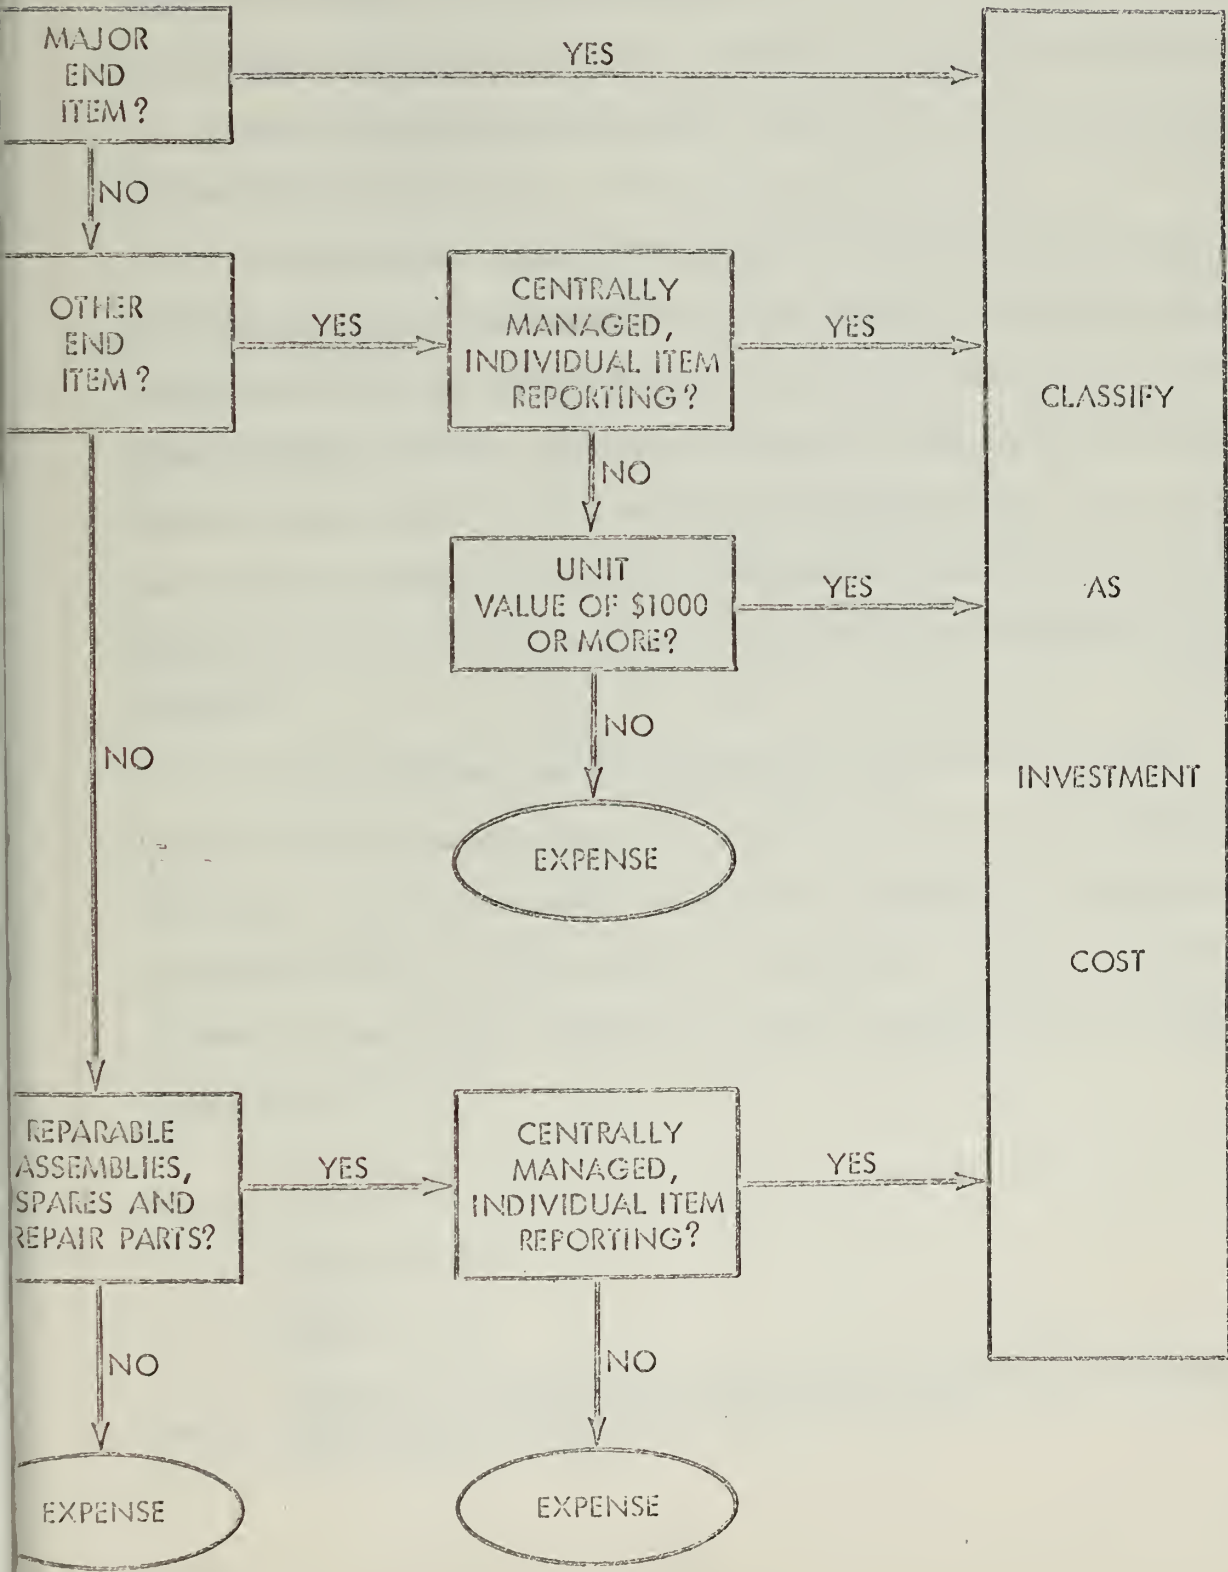 MAJOR
END
ITEM?
YES
NO
OTHER
END
ITEM?
YES
CENTRALLY
MANAGED,
INDIVIDUAL ITEM
REPORTING?
YES
NO
UNIT
VALUE OF $1000
OR MORE?
YES
NO
EXPENSE
NO
REPARABLE
ASSEMBLIES,
SPARES AND
REPAIR PARTS?
YES
CENTRALLY
MANAGED,
INDIVIDUAL ITEM
REPORTING?
YES
NO
EXPENSE
NO
EXPENSE
CLASSIFY
AS
INVESTMENT
COST